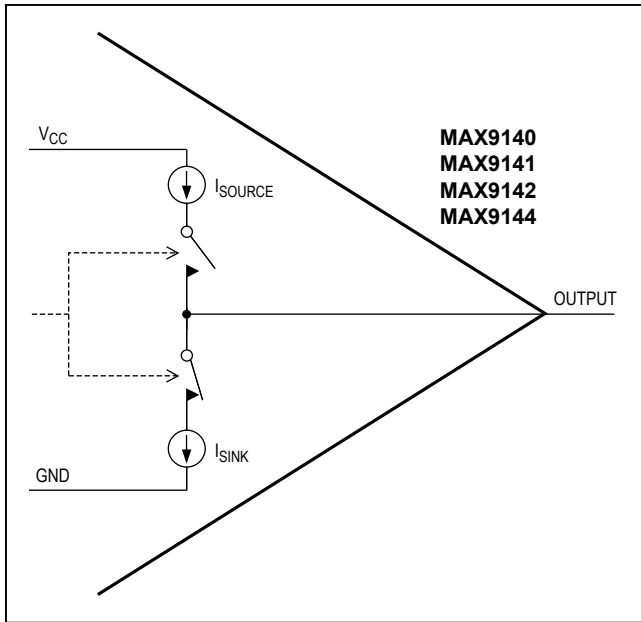 MAX9140
MAX9141
MAX9142
MAX9144
VCC
ISOURCE
OUTPUT
ISINK
GND